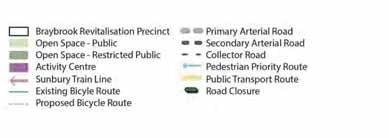 Braybrook Revitalisation Precinct
Open Space - Public
Open Space - Restricted Public
Activity Centre
Sunbury Train Line
Existing Bicyle Route
Proposed Bicycle Route
Primary Arterial Road
Secondary Arterial Road
Collector Road
Pedestrian Priority Route
Public Transport Route
Road Closure